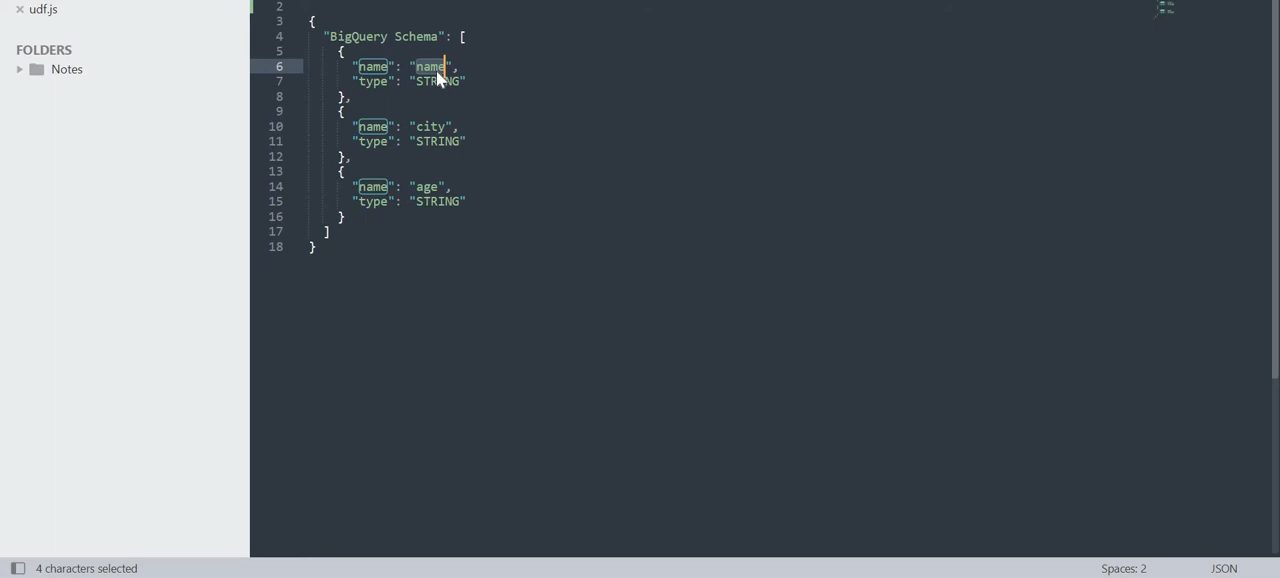 udf.js
FOLDERS
Notes
2
3 {
4 "BigQuery Schema": [
5 {
6 "name": "name",
7 "type": "STRING"
8 },
9 {
10 "name": "city",
11 "type": "STRING"
12 },
13 {
14 "name": "age",
15 "type": "STRING"
16 }
17 ]
18 }
4 characters selected
Spaces: 2
JSON